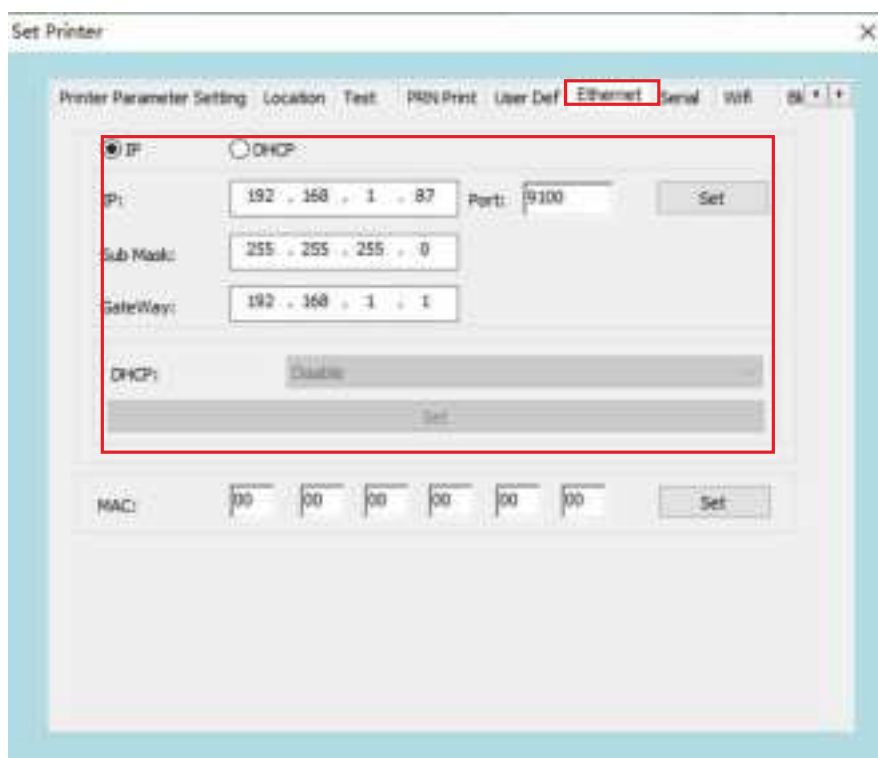 Set Printer
Printer Parameter Setting Location Test PRN Print User Def Ethernet Serial Wifi
IP DHCP
IP: 192 . 168 . 1 . 87 Port: 9100 Set
Sub Mask: 255 . 255 . 255 . 0
GateWay: 192 . 168 . 1 . 1
DHCP: Disable
Set
MAC: 00 00 00 00 00 00 Set